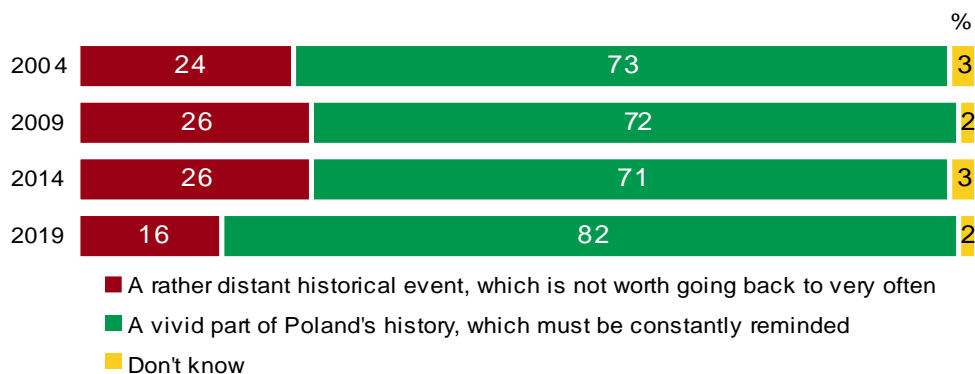 %
2004 24 73 3
2009 26 72 2
2014 26 71 3
2019 16 82 2
A rather distant historical event, which is not worth going back to very often
A vivid part of Poland's history, which must be constantly reminded
Don't know